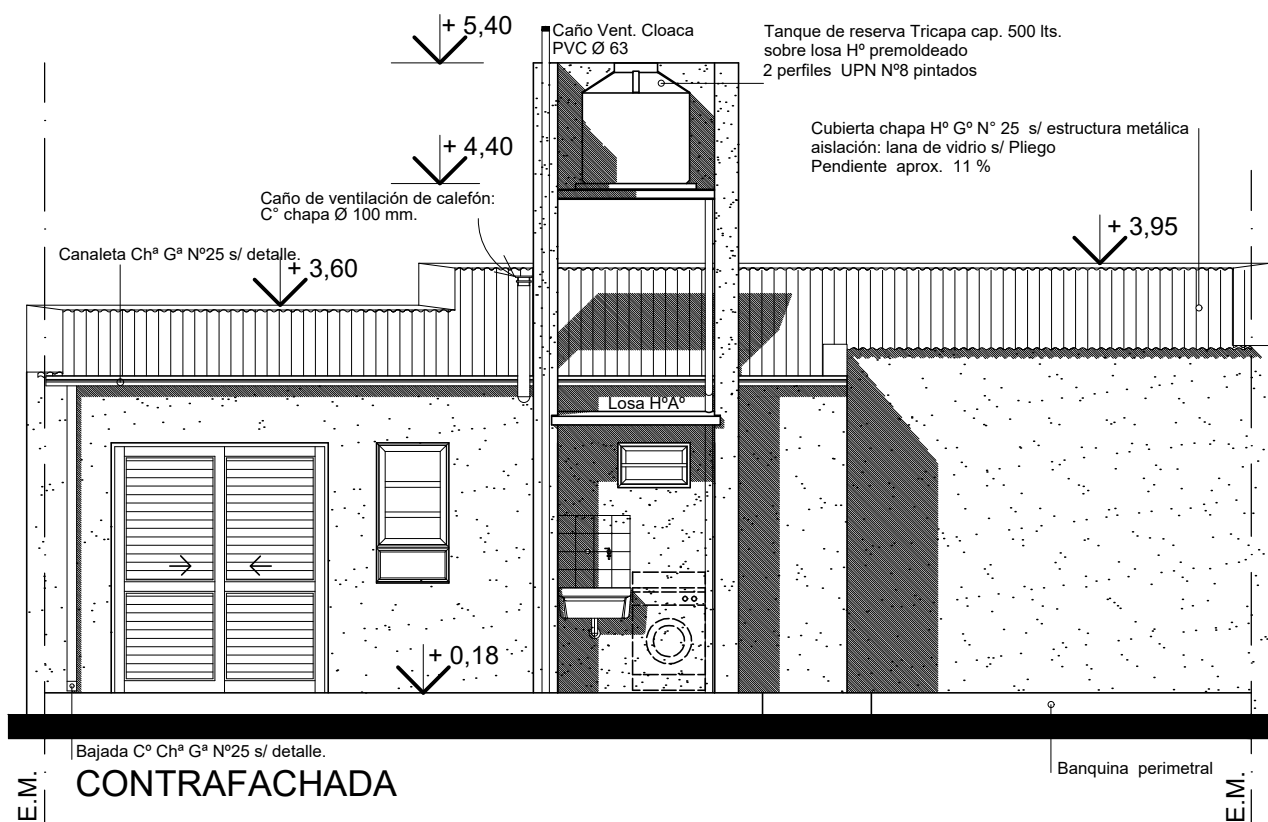 + 5,40
Caño Vent. Cloaca
PVC Ø 63
Tanque de reserva Tricapa cap. 500 lts.
sobre losa Hº premoldeado
2 perfiles UPN Nº8 pintados
+ 4,40
Cubierta chapa Hº Gº N° 25 s/ estructura metálica
aislación: lana de vidrio s/ Pliego
Pendiente aprox. 11 %
Caño de ventilación de calefón:
C° chapa Ø 100 mm.
+ 3,95
Canaleta Chª Gª Nº25 s/ detalle.
+ 3,60
Losa HºAº
+ 0,18
Bajada Cº Chª Gª Nº25 s/ detalle.
Banquina perimetral
CONTRAFACHADA
E.M.
E.M.